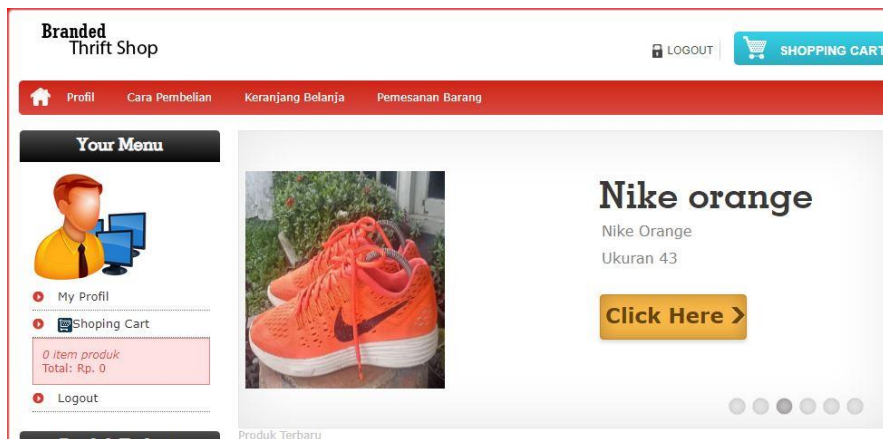 Branded
Thrift Shop
LOGOUT
SHOPPING CART
Profil
Cara Pembelian
Keranjang Belanja
Pemesanan Barang
Your Menu
My Profil
Shoping Cart
0 item produk
Total: Rp. 0
Logout
Nike orange
Nike Orange
Ukuran 43
Click Here
Produk Terbaru